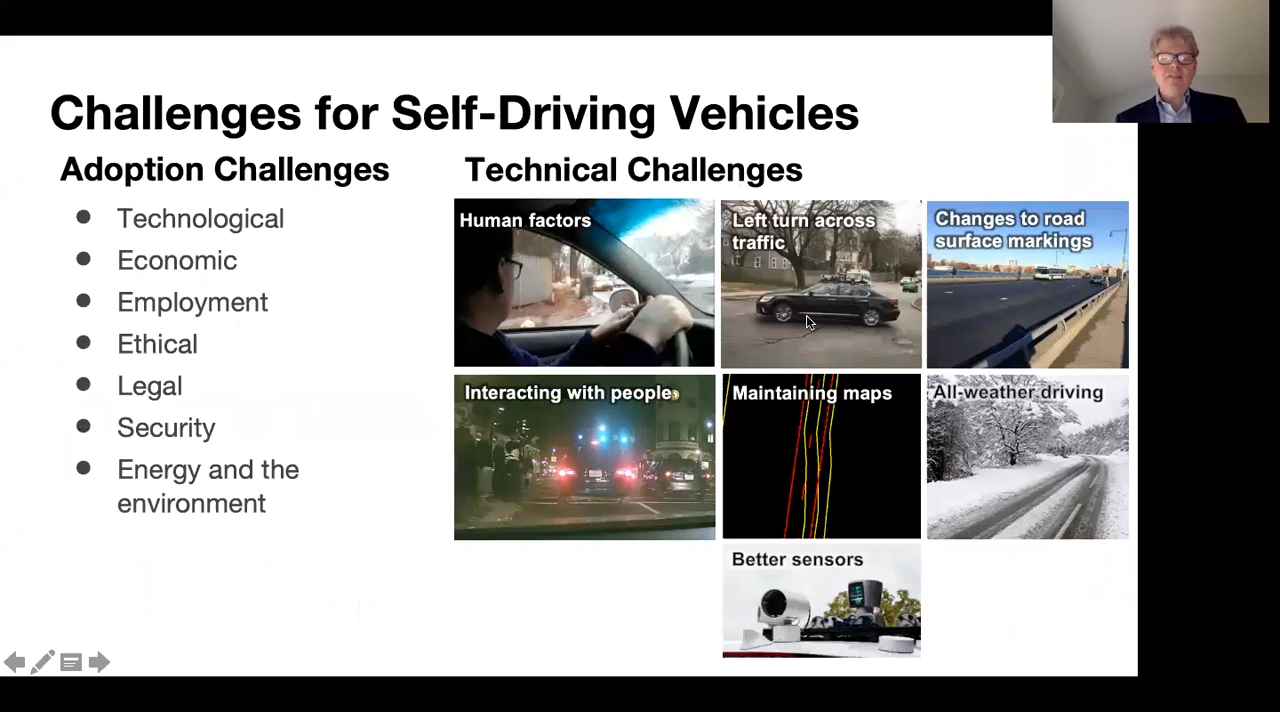 Challenges for Self-Driving Vehicles
Adoption Challenges
Technological
Economic
Employment
Ethical
Legal
Security
Energy and the
environment
Technical Challenges
Human factors
Left turn across
traffic
Changes to road
surface markings
Interacting with people
Maintaining maps
All-weather driving
Better sensors